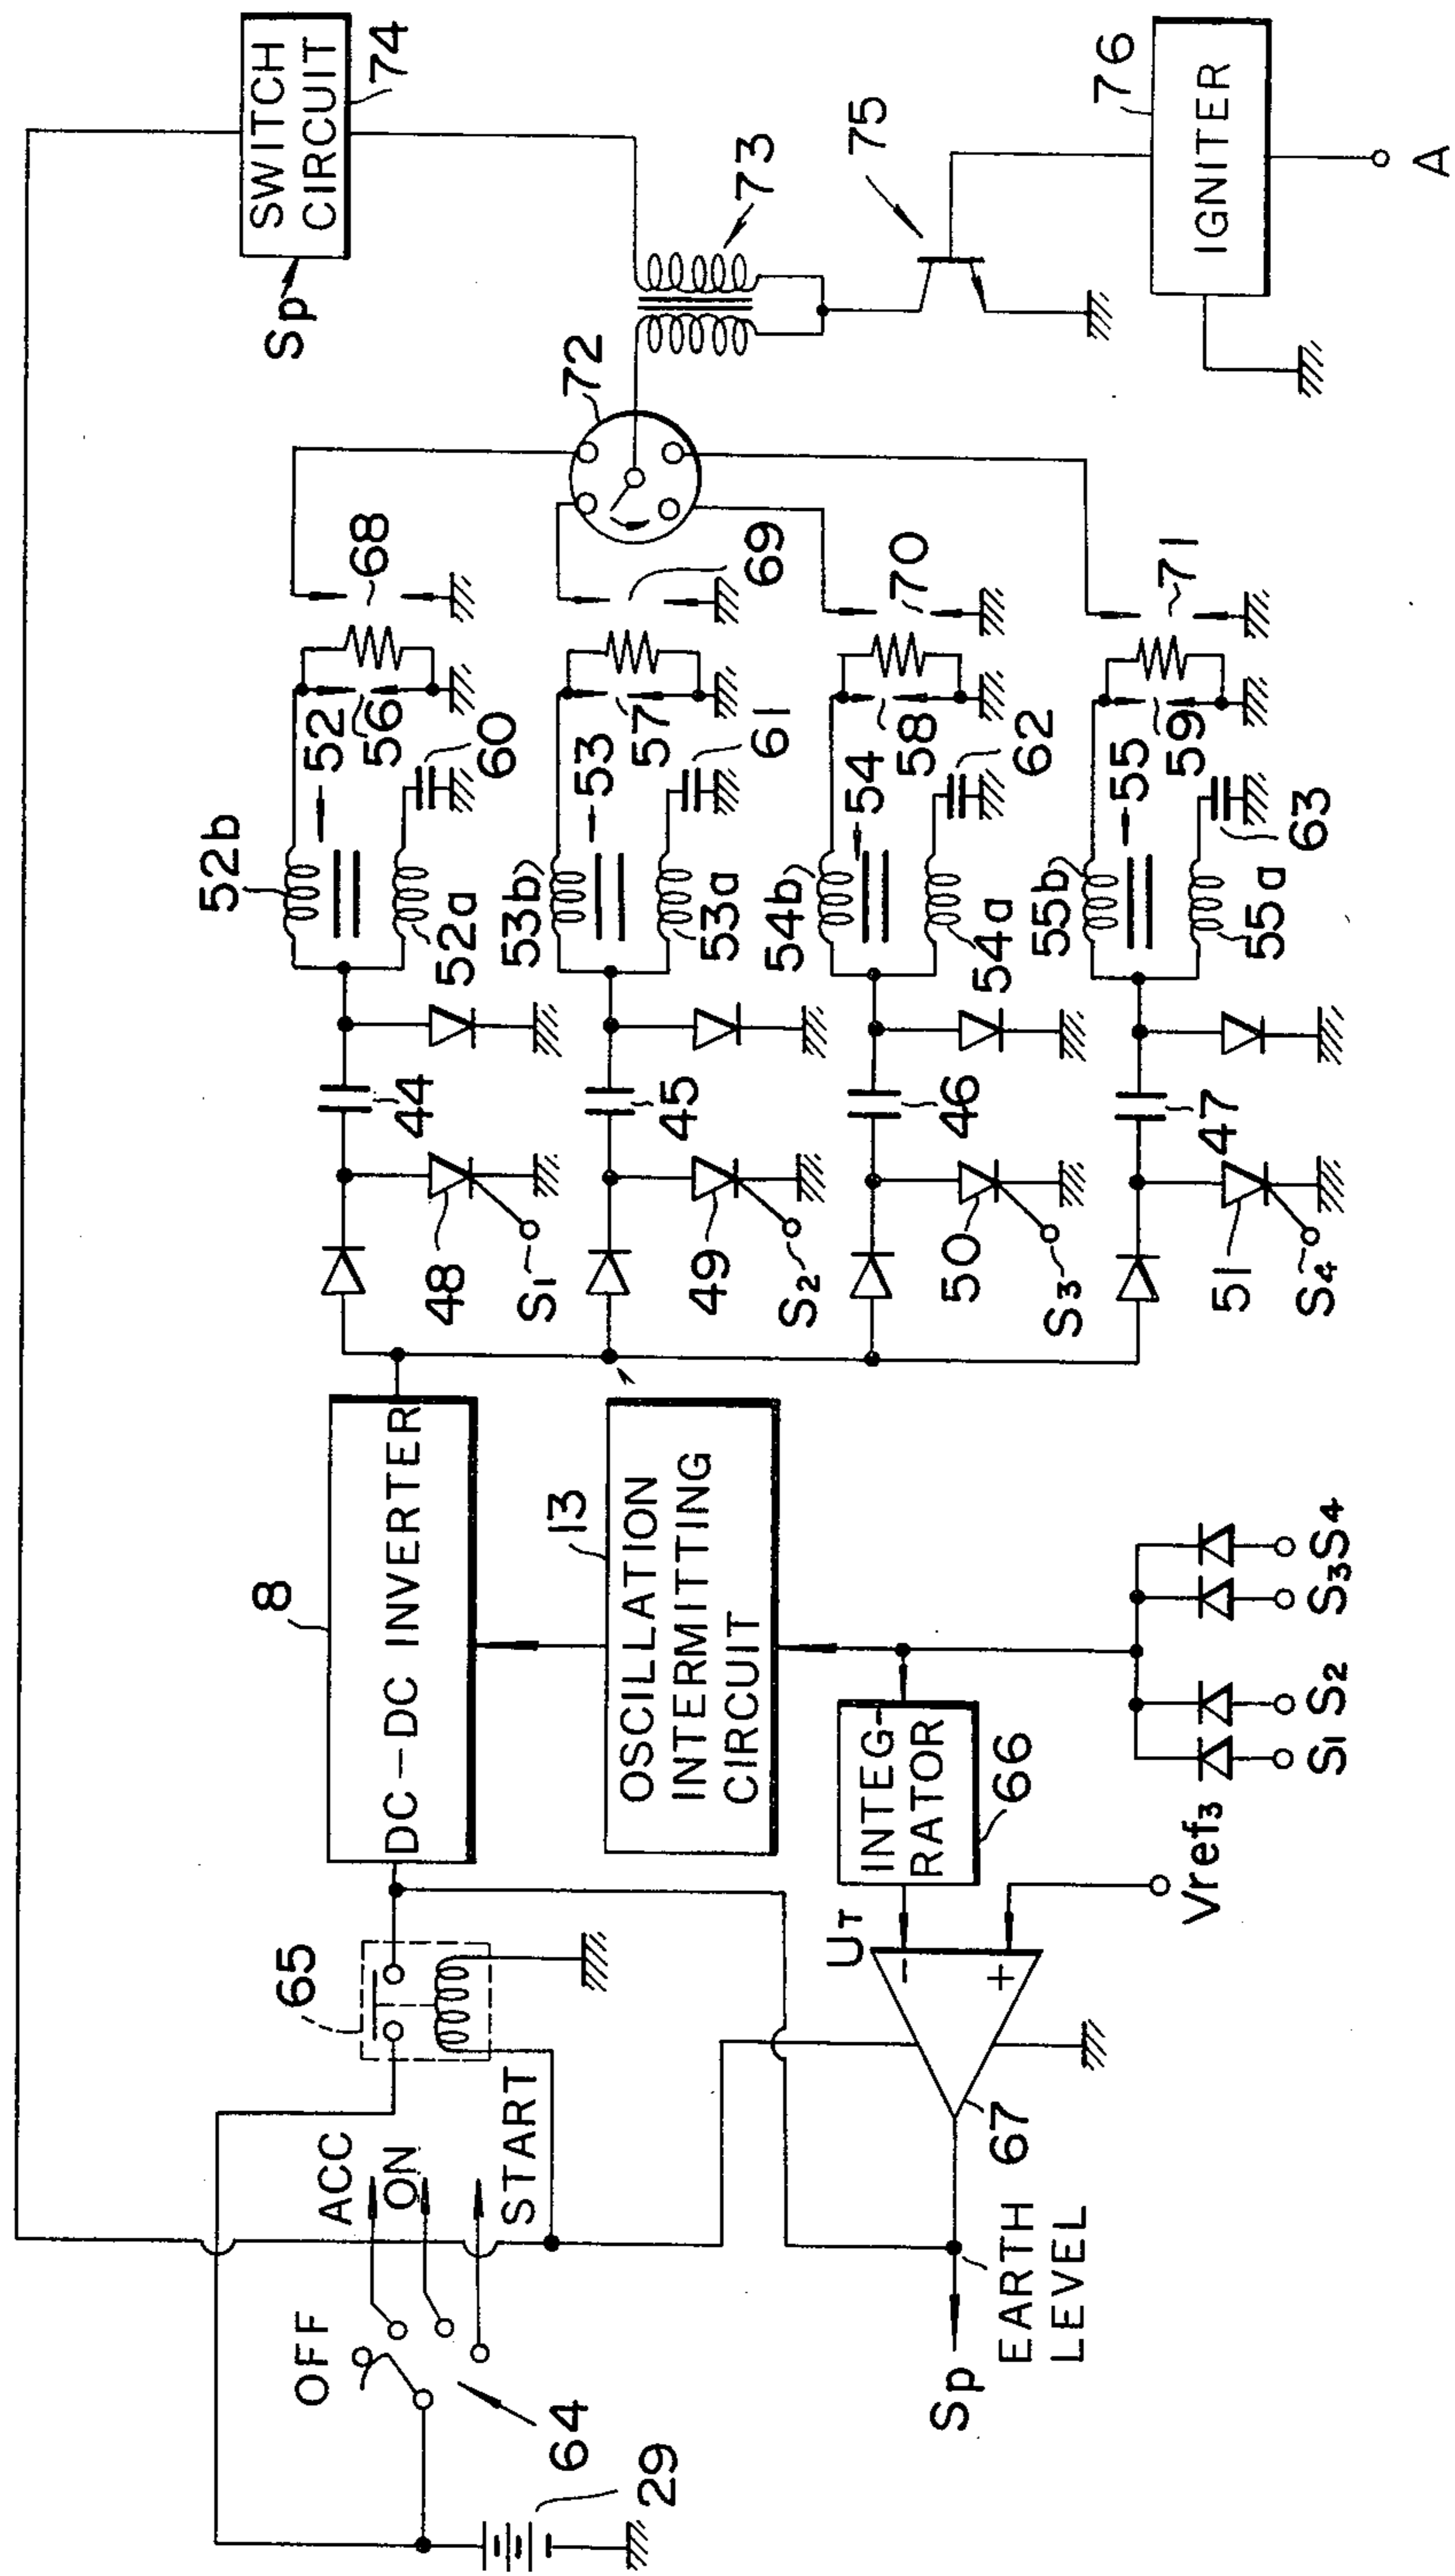 SWITCH
CIRCUIT
74
Sp
73
75
76
IGNITER
A
72
68
69
70
71
52b
52
56
60
52a
53b
53
57
61
53a
54b
54
58
62
54a
55b
55
59
63
55a
44
45
46
47
48
S1
49
S2
50
S3
51
S4
8
DC-DC INVERTER
13
OSCILLATION
INTERMITTING
CIRCUIT
INTEG-
RATOR
66
S1 S2 S3 S4
Vref3
UT
-
+
67
65
ACC
ON
START
OFF
64
29
EARTH
LEVEL
Sp